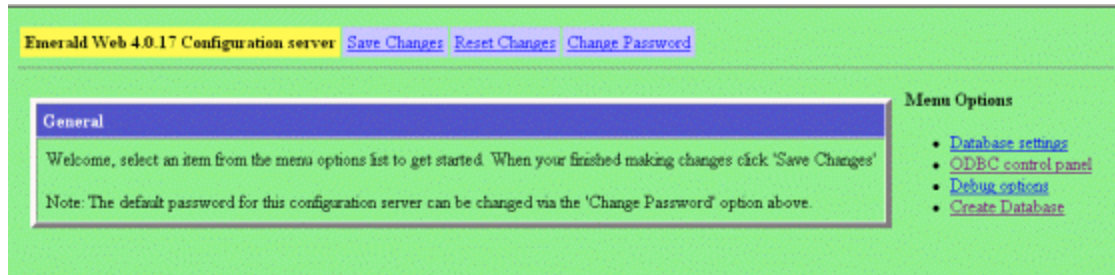 Emerald Web 4.0.17 Configuration server Save Changes Reset Changes Change Password
General
Welcome, select an item from the menu options list to get started. When your finished making changes click 'Save Changes'
Note: The default password for this configuration server can be changed via the 'Change Password' option above.
Menu Options
Database settings
ODBC control panel
Debug options
Create Database